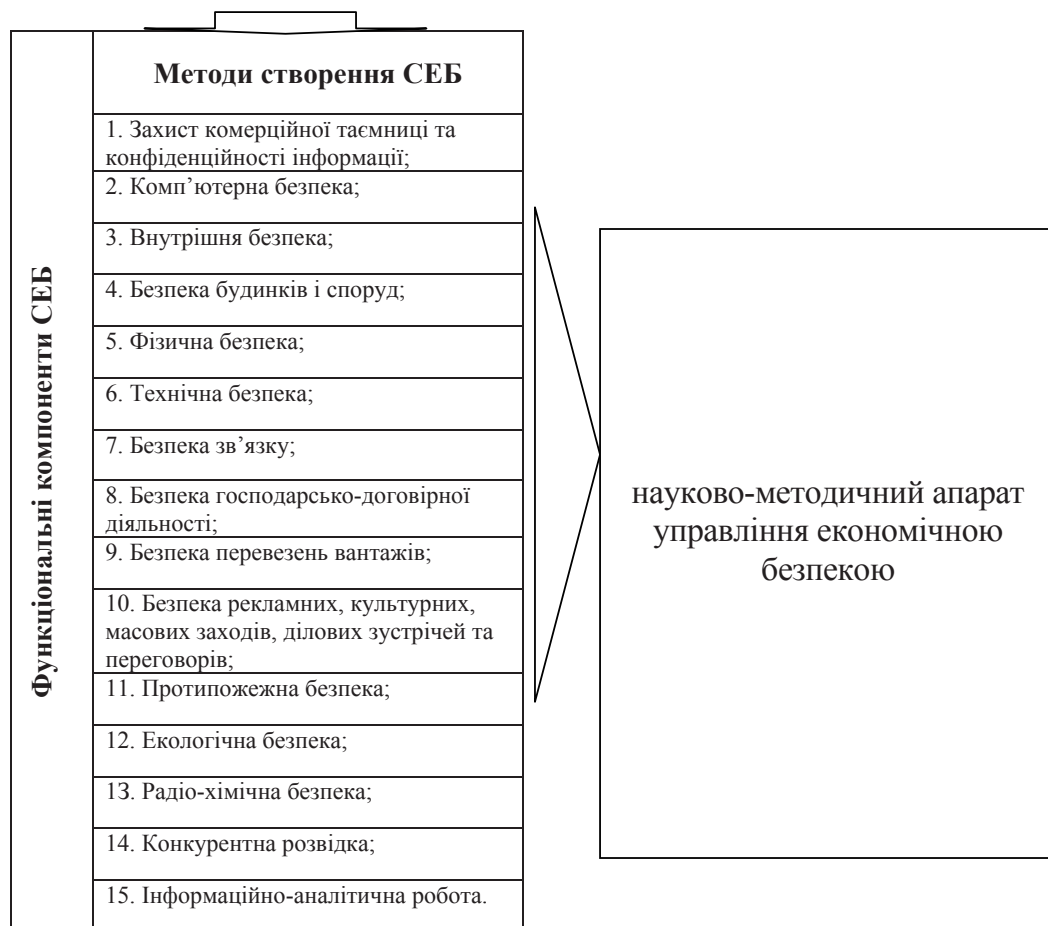 Функціональні компоненти СЕБ
Методи створення СЕБ
1. Захист комерційної таємниці та
конфіденційності інформації;
2. Комп’ютерна безпека;
3. Внутрішня безпека;
4. Безпека будинків і споруд;
5. Фізична безпека;
6. Технічна безпека;
7. Безпека зв’язку;
8. Безпека господарсько-договірної
діяльності;
9. Безпека перевезень вантажів;
10. Безпека рекламних, культурних,
масових заходів, ділових зустрічей та
переговорів;
11. Протипожежна безпека;
12. Екологічна безпека;
13. Радіо-хімічна безпека;
14. Конкурентна розвідка;
15. Інформаційно-аналітична робота.
науково-методичний апарат
управління економічною
безпекою